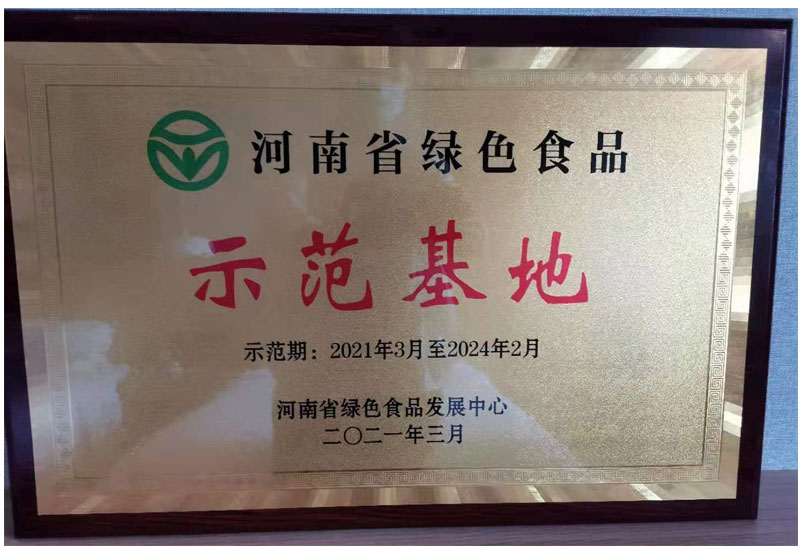 河南省绿色食品
示范基地
示范期：2021年3月至2024年2月
河南省绿色食品发展中心
二〇二一年三月